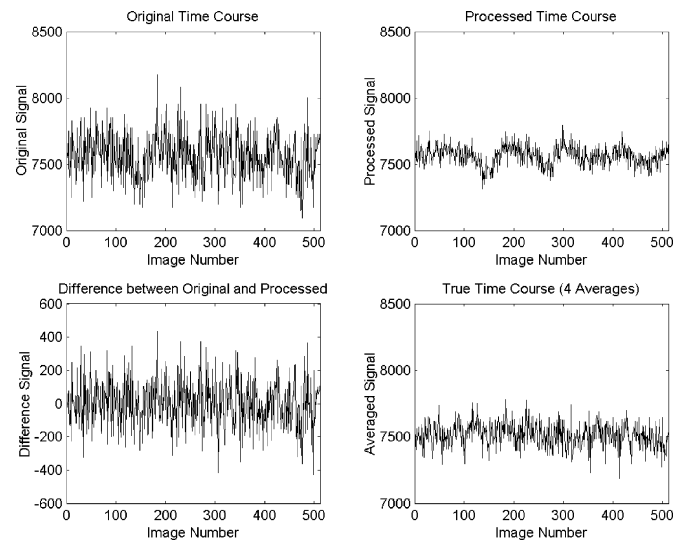 Original Time Course
8500
8000
7500
7000
Original Signal
0 100 200 300 400 500
Image Number
Processed Time Course
8500
8000
7500
7000
Processed Signal
0 100 200 300 400 500
Image Number
Difference between Original and Processed
600
400
200
0
-200
-400
-600
Difference Signal
0 100 200 300 400 500
Image Number
True Time Course (4 Averages)
8500
8000
7500
7000
Averaged Signal
0 100 200 300 400 500
Image Number